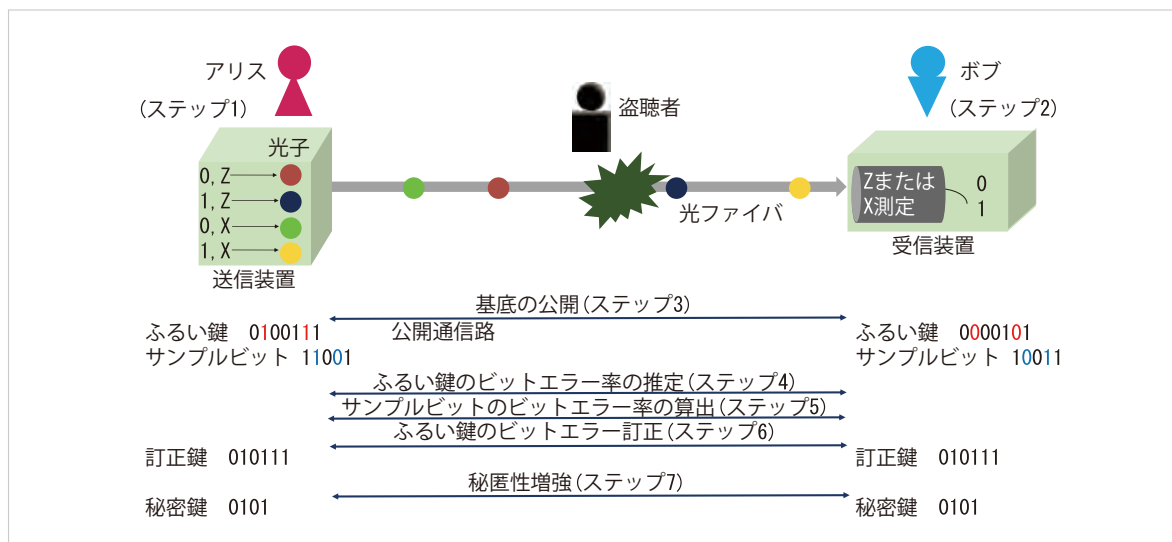 アリス
(ステップ1)
ボブ
(ステップ2)
盗聴者
光子
0, Z
1, Z
0, X
1, X
送信装置
光ファイバ
Zまたは
X測定
0
1
受信装置
基底の公開(ステップ3)
公開通信路
ふるい鍵 0100111
サンプルビット 11001
ふるい鍵 0000101
サンプルビット 10011
ふるい鍵のビットエラー率の推定(ステップ4)
サンプルビットのビットエラー率の算出(ステップ5)
ふるい鍵のビットエラー訂正(ステップ6)
訂正鍵 010111
訂正鍵 010111
秘匿性増強(ステップ7)
秘密鍵 0101
秘密鍵 0101